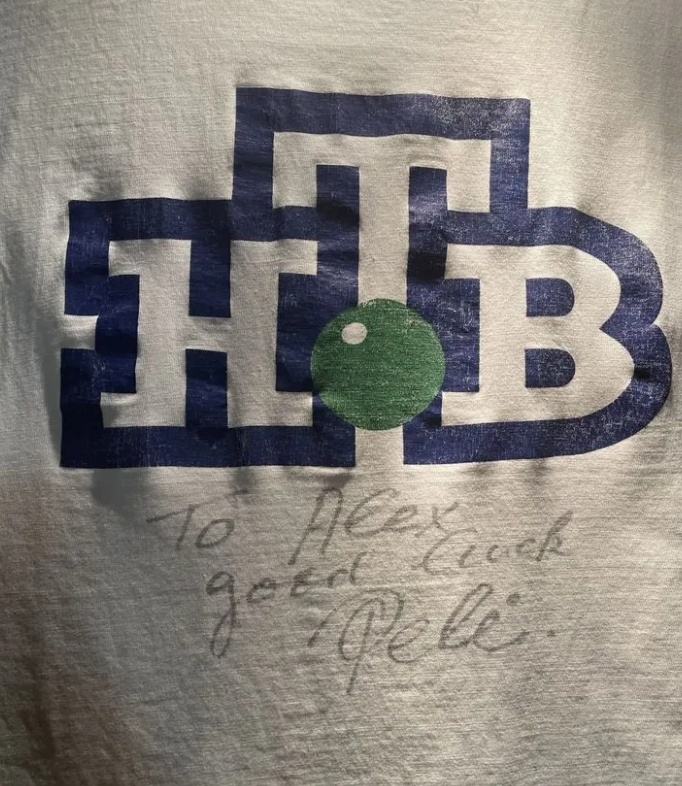 НТВ
To Alex
good luck
Pelé.